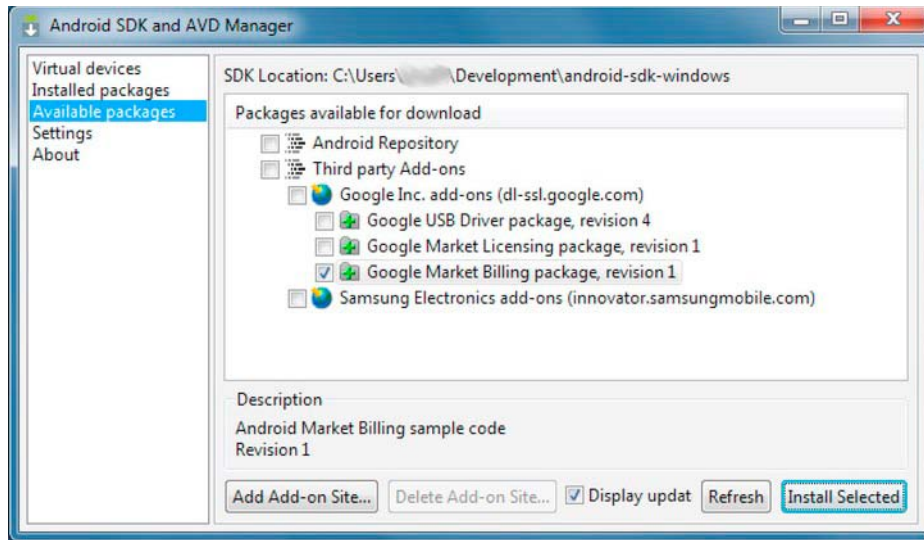 Android SDK and AVD Manager
Virtual devices
Installed packages
Available packages
Settings
About
SDK Location: C:\Users\ \Development\android-sdk-windows
Packages available for download
Android Repository
Third party Add-ons
Google Inc. add-ons (dl-ssl.google.com)
Google USB Driver package, revision 4
Google Market Licensing package, revision 1
Google Market Billing package, revision 1
Samsung Electronics add-ons (innovator.samsungmobile.com)
Description
Android Market Billing sample code
Revision 1
Add Add-on Site... Delete Add-on Site... Display updat Refresh Install Selected